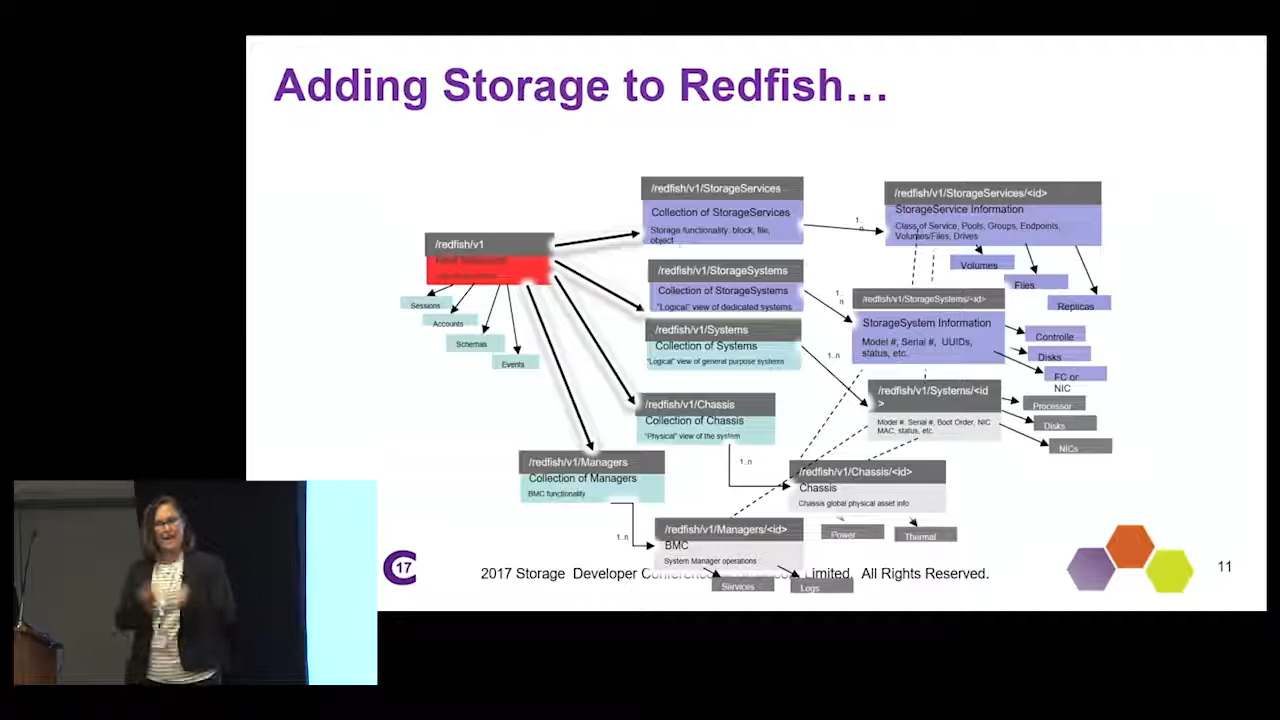 Adding Storage to Redfish…
/redfish/v1
Sessions
Accounts
Schemas
Events
/redfish/v1/StorageServices
Collection of StorageServices
Storage functionality: block, file,
object
/redfish/v1/StorageSystems
Collection of StorageSystems
"Logical" view of dedicated systems
/redfish/v1/Systems
Collection of Systems
"Logical" view of general purpose systems
/redfish/v1/Chassis
Collection of Chassis
"Physical" view of the system
/redfish/v1/Managers
Collection of Managers
BMC functionality
1..
n
/redfish/v1/StorageServices/<id>
StorageService Information
Class of Service, Pools, Groups, Endpoints,
Volumes/Files, Drives
Volumes
Files
Replicas
1..
n
/redfish/v1/StorageSystems/<id>
StorageSystem Information
Model #, Serial #, UUIDs,
status, etc.
Controlle
Disks
FC or
NIC
1..n
/redfish/v1/Systems/<id
>
Model #, Serial #, Boot Order, NIC
MAC, status, etc.
Processor
Disks
NICs
1..n
/redfish/v1/Chassis/<id>
Chassis
Chassis global physical asset info
Power
Thermal
1..n
/redfish/v1/Managers/<id>
BMC
System Manager operations
Services
Logs
17
2017 Storage Developer Limited. All Rights Reserved.
11